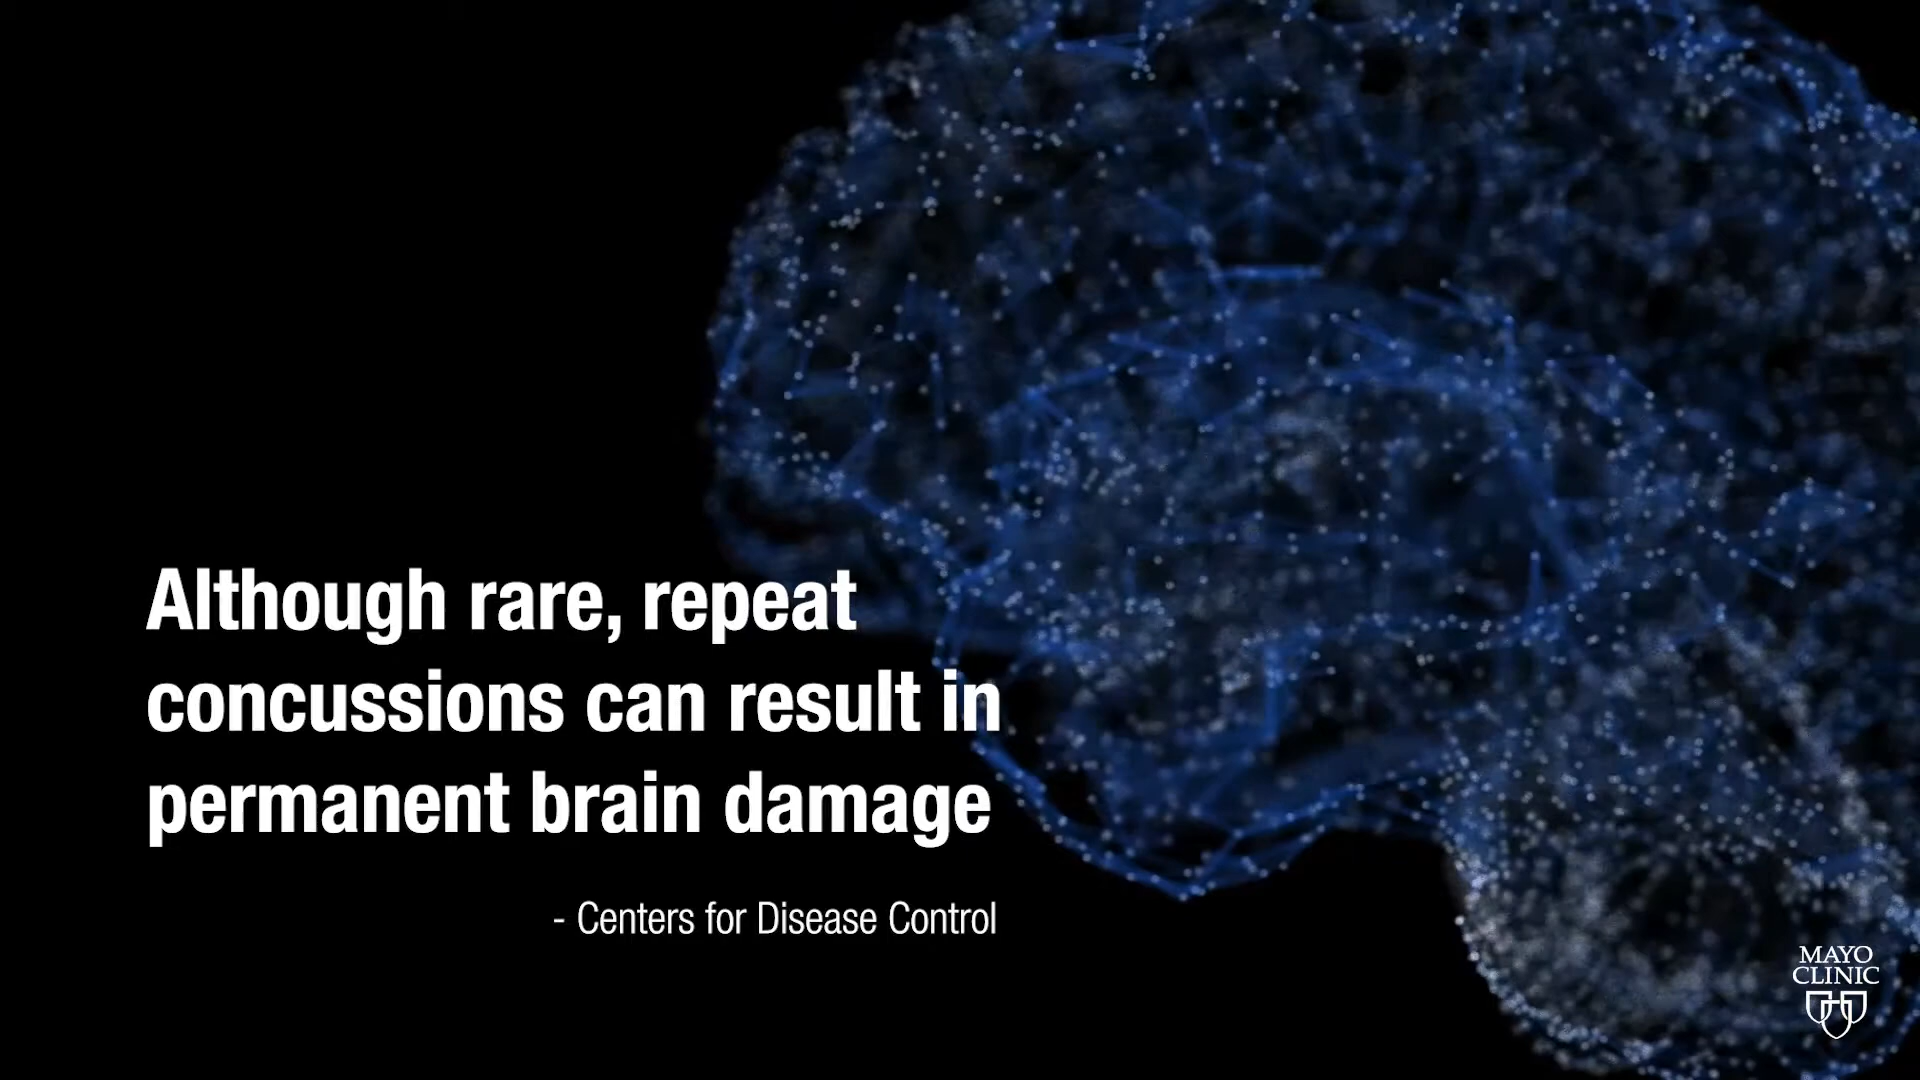 Although rare, repeat
concussions can result in
permanent brain damage
- Centers for Disease Control
MAYO
CLINIC